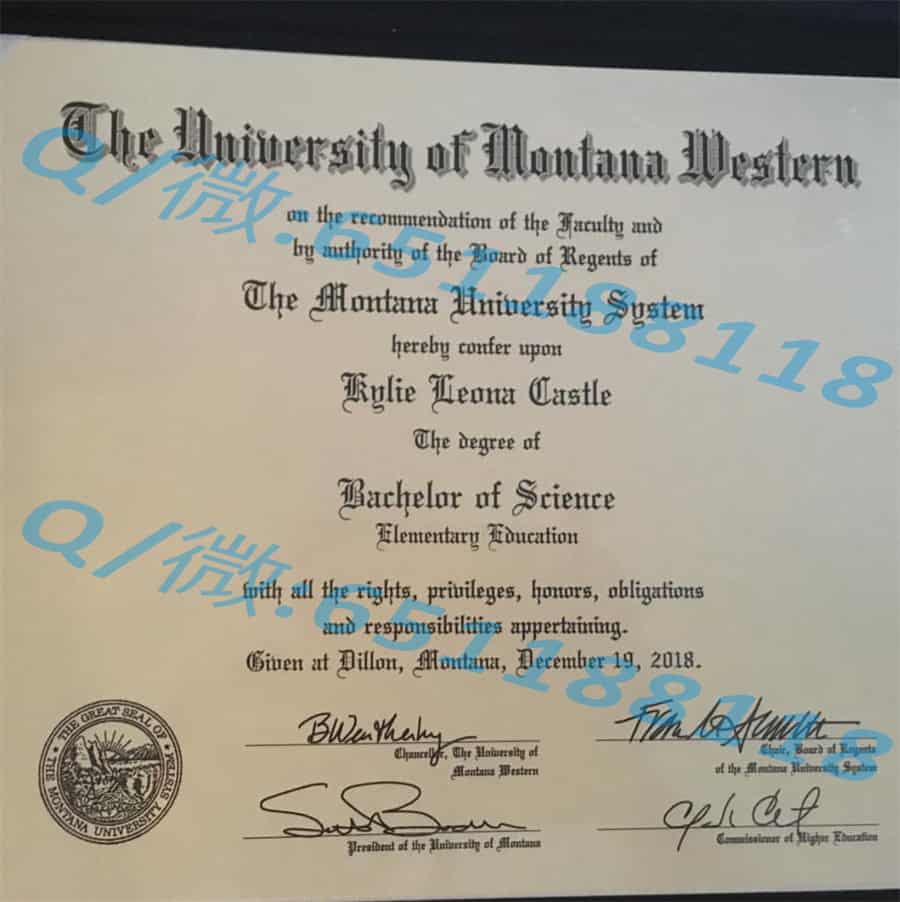 The University of Montana Western
on the recommendation of the Faculty and
by authority of the Board of Regents of
The Montana University System
hereby confer upon
Kylie Leona Castle
The degree of
Bachelor of Science
Elementary Education
with all the rights, privileges, honors, obligations
and responsibilities appertaining.
Given at Dillon, Montana, December 19, 2018.
Chancellor, The University of
Montana Western
Chair, Board of Regents
of the Montana University System
President of the University of Montana
Commissioner of Higher Education
THE GREAT SEAL OF
THE MONTANA UNIVERSITY SYSTEM
Q/微:651188118
Q/微:651188118